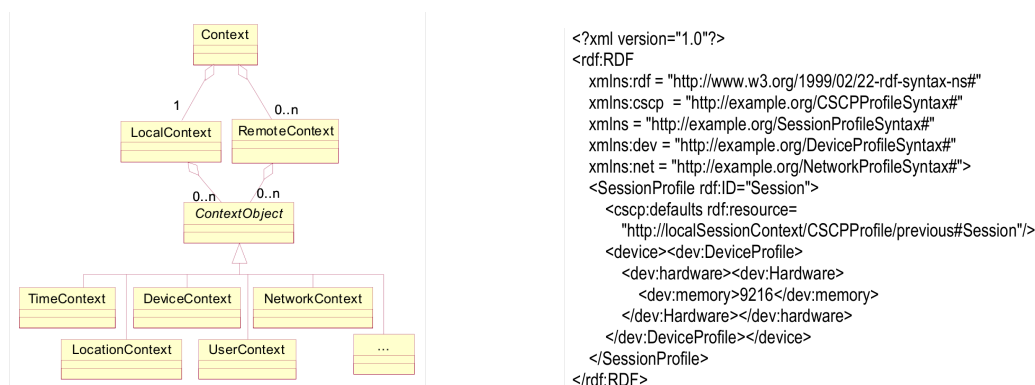 Context
1
0..n
LocalContext
RemoteContext
0..n
0..n
ContextObject
TimeContext
DeviceContext
NetworkContext
LocationContext
UserContext
...
<?xml version="1.0"?>
<rdf:RDF
xmlns:rdf = "http://www.w3.org/1999/02/22-rdf-syntax-ns#"
xmlns:cscp = "http://example.org/CSCPProfileSyntax#"
xmlns = "http://example.org/SessionProfileSyntax#"
xmlns:dev = "http://example.org/DeviceProfileSyntax#"
xmlns:net = "http://example.org/NetworkProfileSyntax#">
<SessionProfile rdf:ID="Session">
<cscp:defaults rdf:resource=
"http://localSessionContext/CSCPProfile/previous#Session"/>
<device><dev:DeviceProfile>
<dev:hardware><dev:Hardware>
<dev:memory>9216</dev:memory>
</dev:Hardware></dev:hardware>
</dev:DeviceProfile></device>
</SessionProfile>
</rdf:RDF>